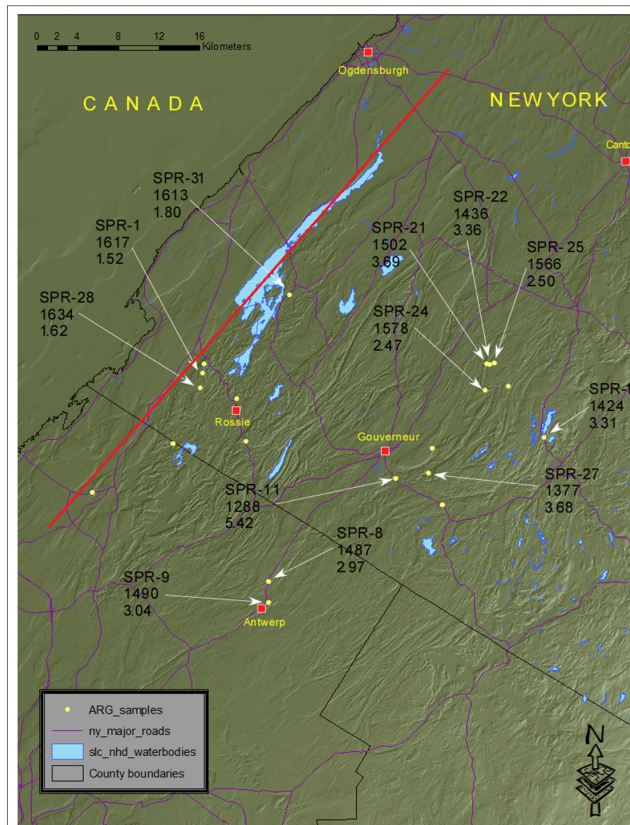 0 2 4 8 12 16
Kilometers
Ogdensburgh
CANADA
NEWYORK
SPR-31
1613
1.80
SPR-1
1617
1.52
SPR-28
1634
1.62
SPR-21
1502
3.69
SPR-22
1436
3.36
SPR-25
1566
2.50
SPR-24
1578
2.47
SPR-1
1424
3.31
Rossie
Gouverneur
SPR-11
1288
5.42
SPR-27
1377
3.68
SPR-8
1487
2.97
SPR-9
1490
3.04
Antwerp
ARG_samples
ny_major_roads
slc_nhd_waterbodies
County boundaries
N